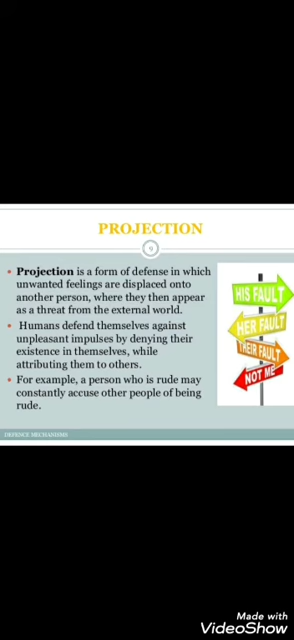 PROJECTION
9
• Projection is a form of defense in which
unwanted feelings are displaced onto
another person, where they then appear
as a threat from the external world.
• Humans defend themselves against
unpleasant impulses by denying their
existence in themselves, while
attributing them to others.
• For example, a person who is rude may
constantly accuse other people of being
rude.
HIS FAULT
HER FAULT
THEIR FAULT
NOT ME
DEFENCE MECHANISMS
Made with
VideoShow